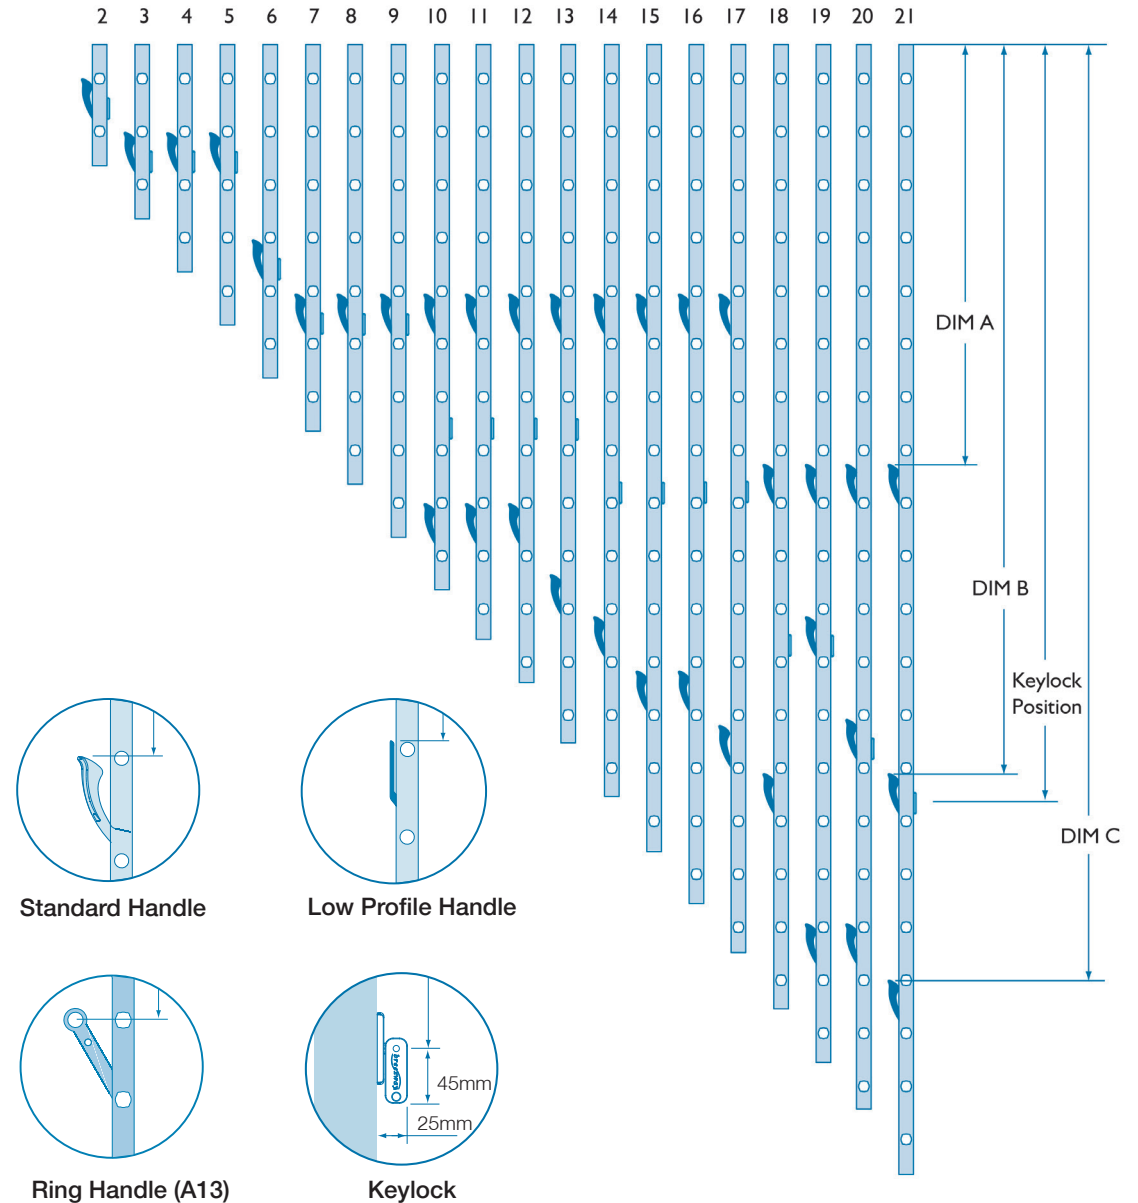 2 3 4 5 6 7 8 9 10 11 12 13 14 15 16 17 18 19 20 21
DIM A
DIM B
Keylock
Position
DIM C
Standard Handle
Low Profile Handle
45mm
25mm
Ring Handle (A13)
Keylock